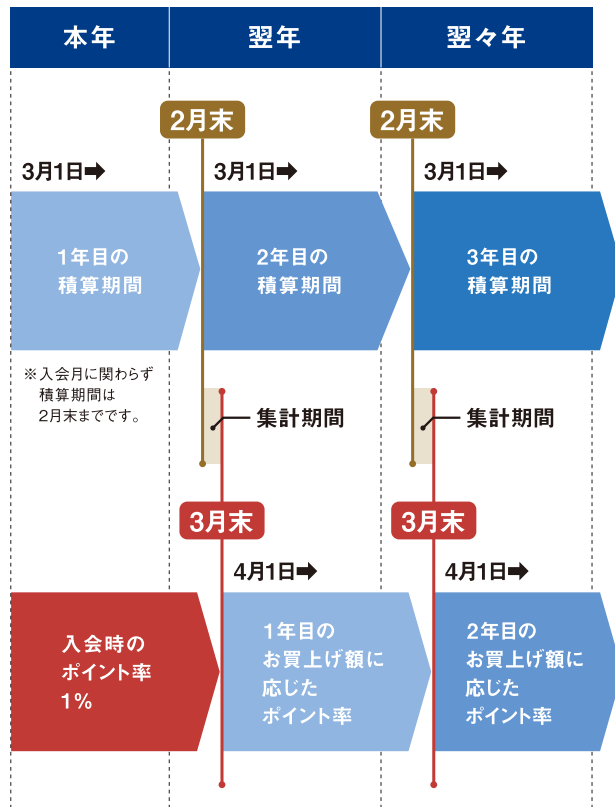 本年
翌年
翌々年
2月末
2月末
3月1日➡
3月1日➡
3月1日➡
1年目の
積算期間
2年目の
積算期間
3年目の
積算期間
※入会月に関わらず
積算期間は
2月末までです。
集計期間
集計期間
3月末
3月末
4月1日➡
4月1日➡
入会時の
ポイント率
1%
1年目の
お買上げ額に
応じた
ポイント率
2年目の
お買上げ額に
応じた
ポイント率